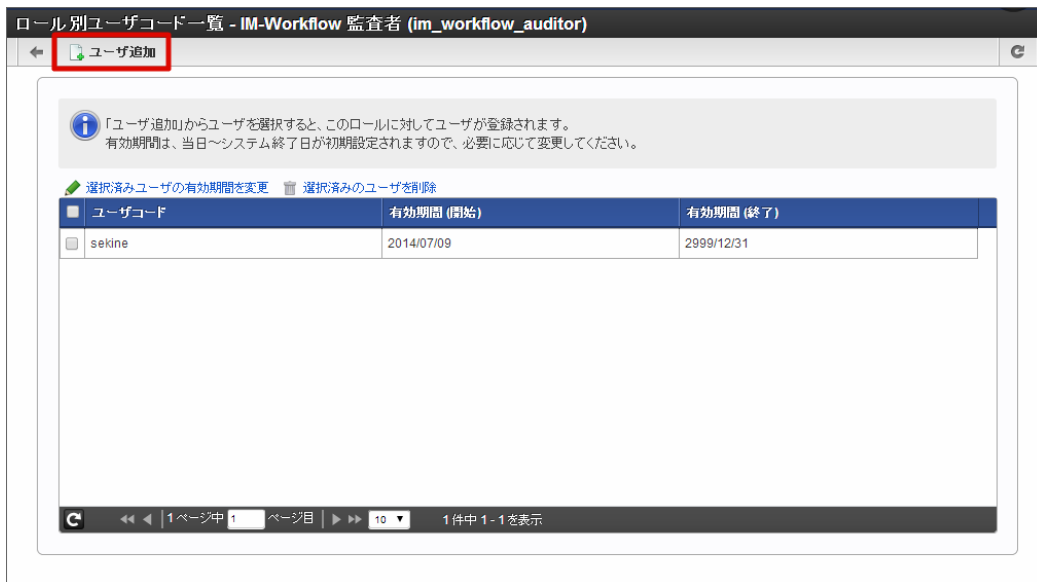 ロール別ユーザコード一覧 - IM-Workflow 監査者 (im_workflow_auditor)
ユーザ追加
「ユーザ追加」からユーザを選択すると、このロールに対してユーザが登録されます。
有効期間は、当日～システム終了日が初期設定されますので、必要に応じて変更してください。
選択済みユーザの有効期間を変更 選択済みのユーザを削除
ユーザコード 有効期間 (開始) 有効期間 (終了)
sekine 2014/07/09 2999/12/31
1 ページ中 1 ページ目 10 1 件中 1 - 1 を表示